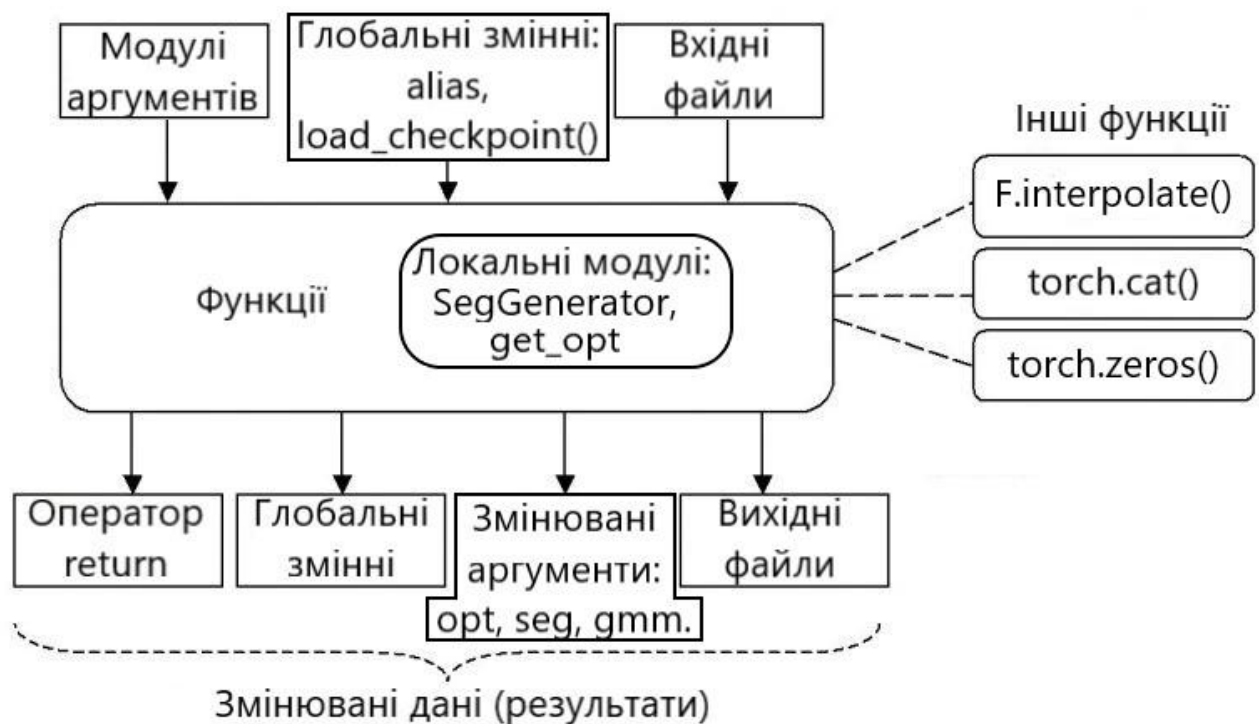 Модулі
аргументів
Глобальні змінні:
alias,
load_checkpoint()
Вхідні
файли
Інші функції
F.interpolate()
torch.cat()
torch.zeros()
Функції
Локальні модулі:
SegGenerator,
get_opt
Оператор
return
Глобальні
змінні
Змінювані
аргументи:
opt, seg, gmm.
Вихідні
файли
Змінювані дані (результати)